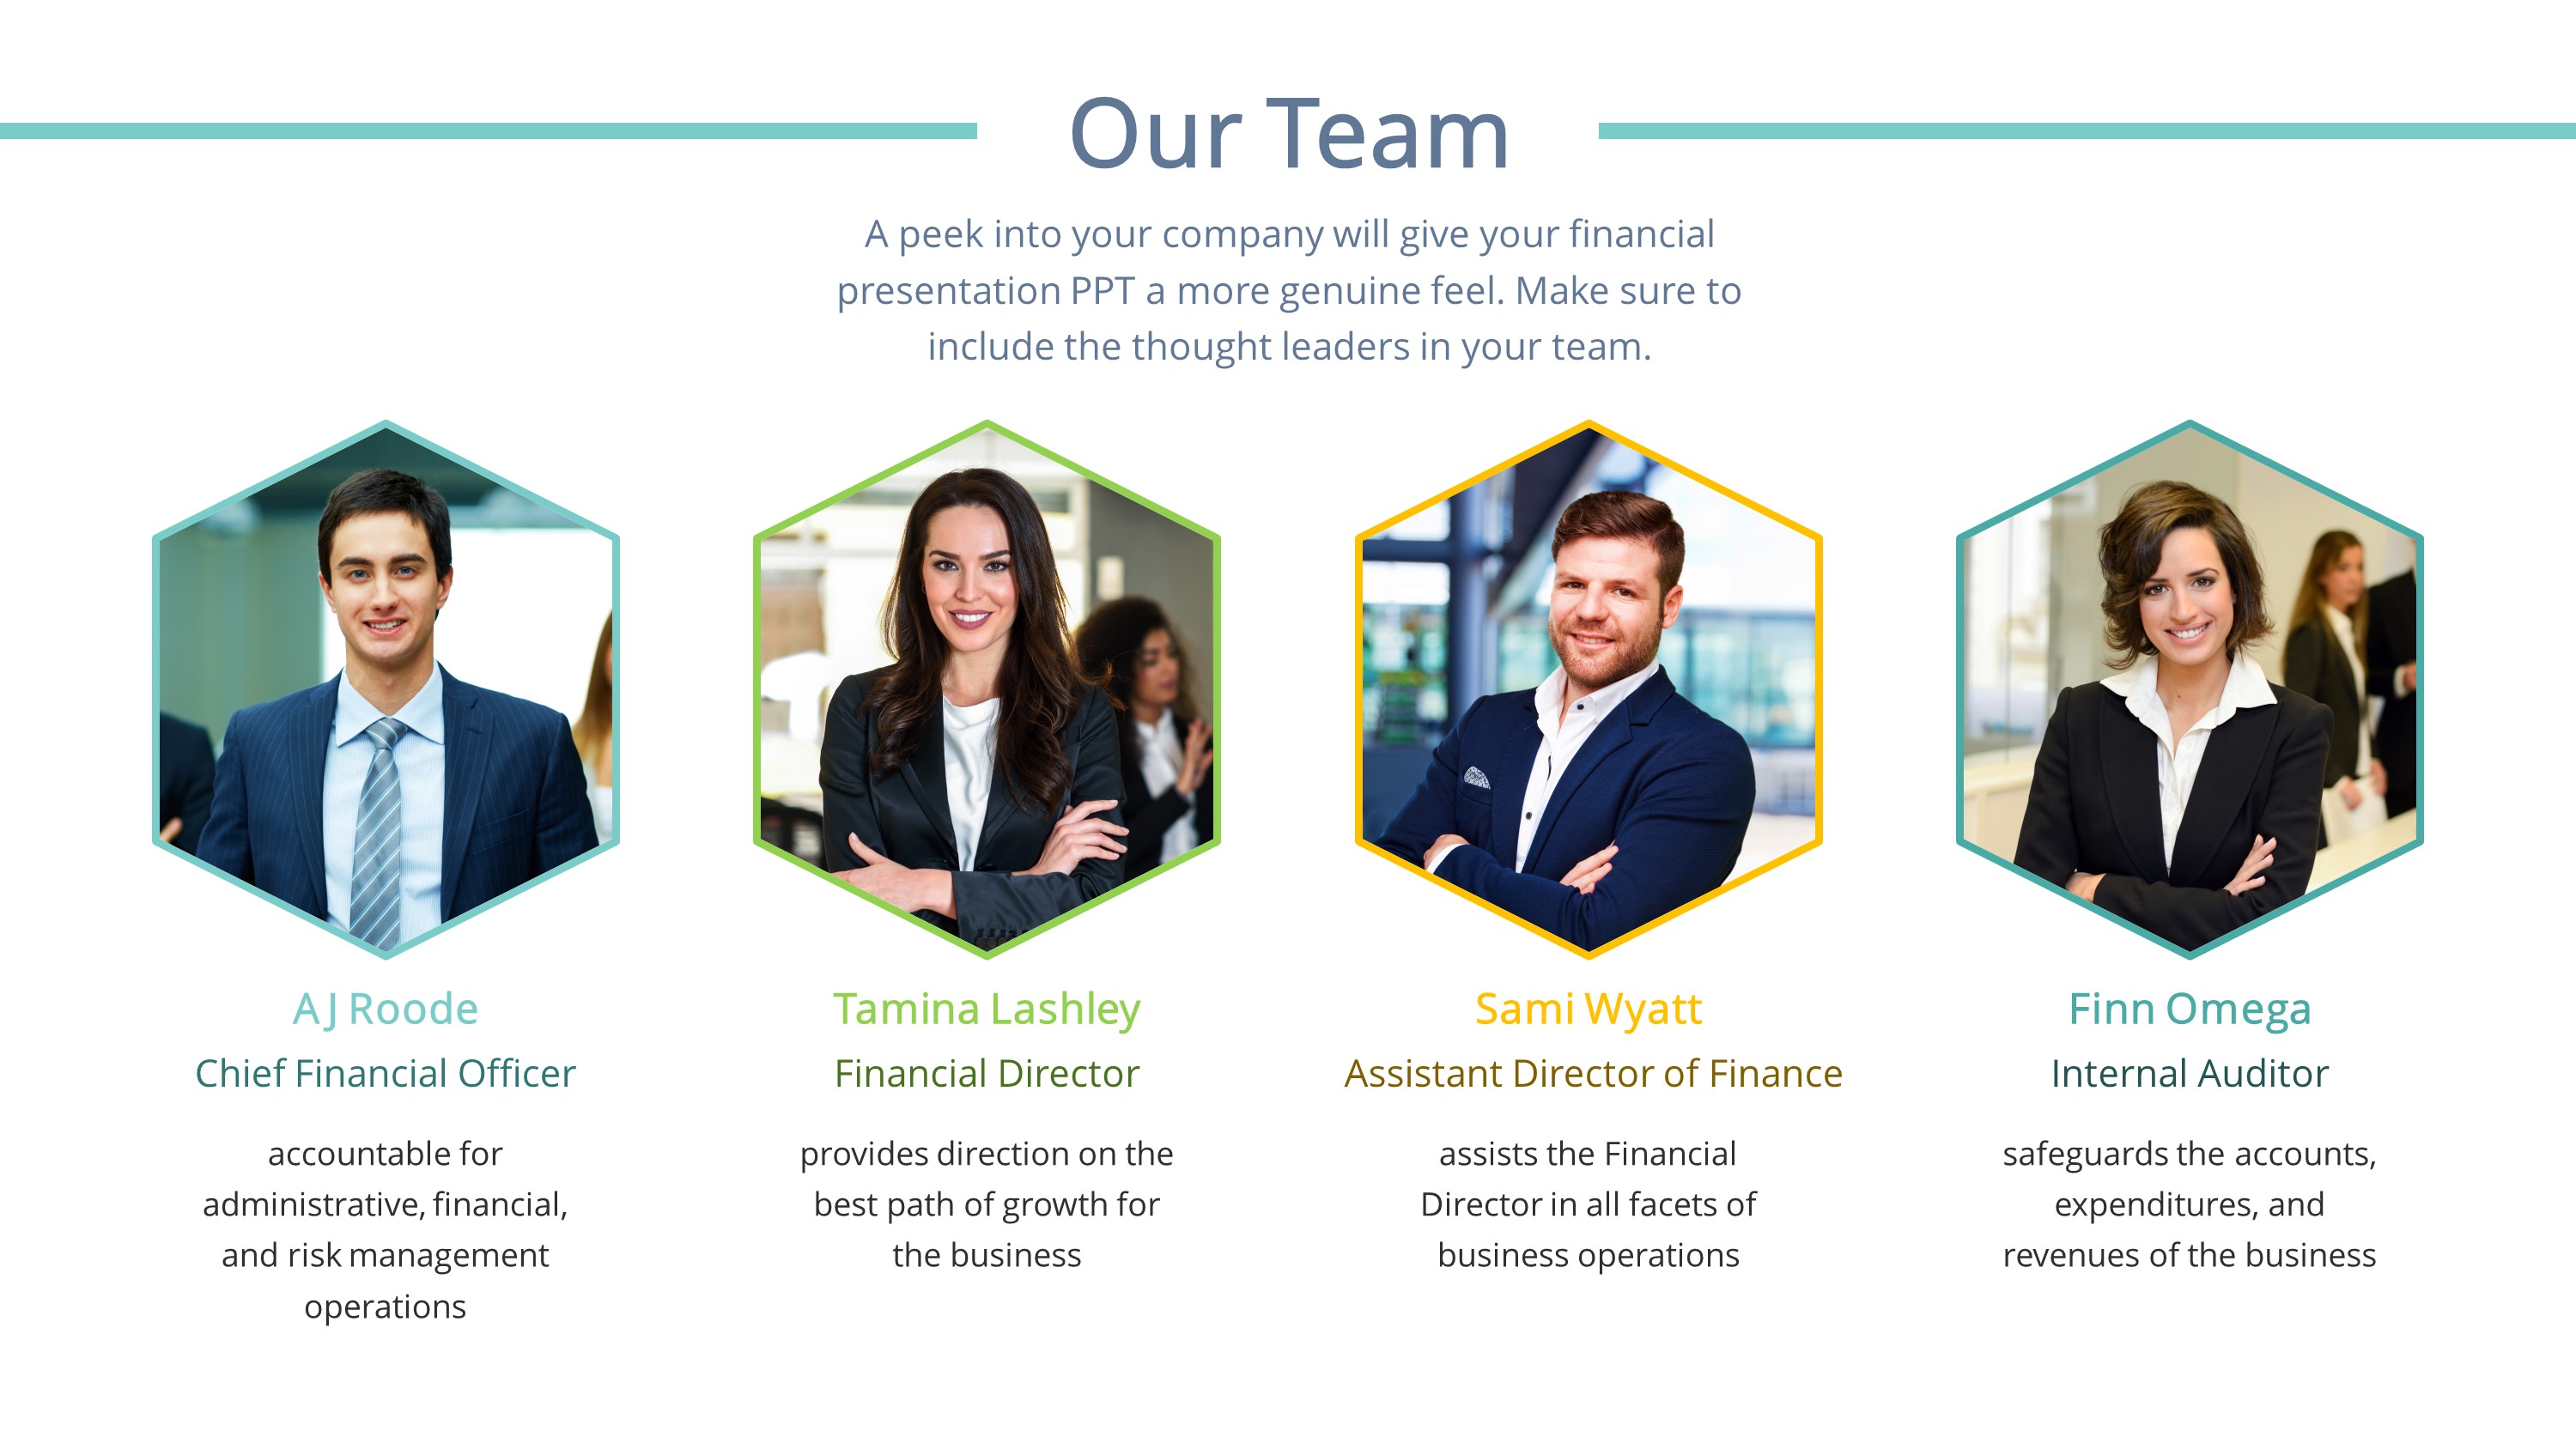 Our Team
A peek into your company will give your financial
presentation PPT a more genuine feel. Make sure to
include the thought leaders in your team.
AJ Roode
Chief Financial Officer
accountable for
administrative, financial,
and risk management
operations
Tamina Lashley
Financial Director
provides direction on the
best path of growth for
the business
Sami Wyatt
Assistant Director of Finance
assists the Financial
Director in all facets of
business operations
Finn Omega
Internal Auditor
safeguards the accounts,
expenditures, and
revenues of the business